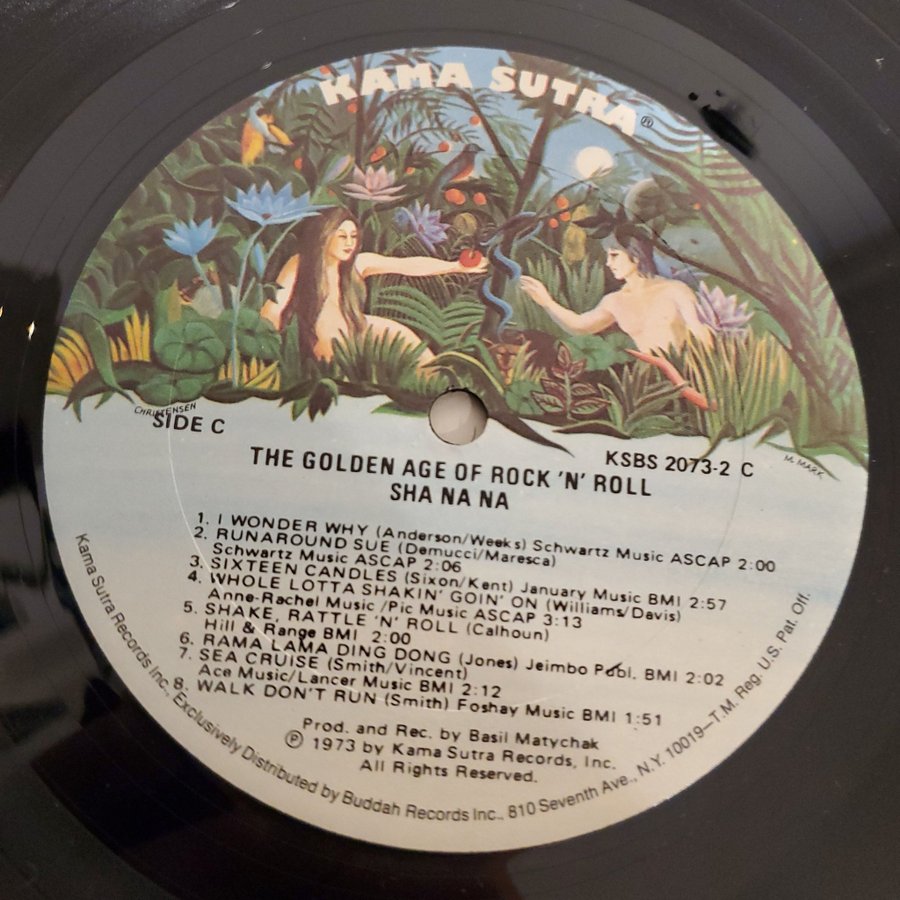 KAMA SUTRA®
CHRISTENSEN
M. MARK
SIDE C
KSBS 2073-2 C
THE GOLDEN AGE OF ROCK 'N' ROLL
SHA NA NA
1. I WONDER WHY (Anderson/Weeks) Schwartz Music ASCAP 2:00
2. RUNAROUND SUE (Demucci/Maresca)
Schwartz Music ASCAP 2:06
3. SIXTEEN CANDLES (Sixon/Kent) January Music BMI 2:57
4. WHOLE LOTTA SHAKIN' GOIN' ON (Williams/Davis)
Anne-Rachel Music /Pic Music ASCAP 3:13
5. SHAKE, RATTLE 'N' ROLL (Calhoun)
Hill & Range BMI 2:00
6. RAMA LAMA DING DONG (Jones) Jeimbo Publ. BMI 2:02
7. SEA CRUISE (Smith/Vincent)
Ace Music/Lancer Music BMI 2:12
8. WALK DON'T RUN (Smith) Foshay Music BMI 1:51
Prod. and Rec. by Basil Matychak
℗ 1973 by Kama Sutra Records, Inc.
All Rights Reserved.
Kama Sutra Records Inc., Exclusively Distributed by Buddah Records Inc., 810 Seventh Ave., N.Y. 10019—T.M. Reg. U.S. Pat. Off.